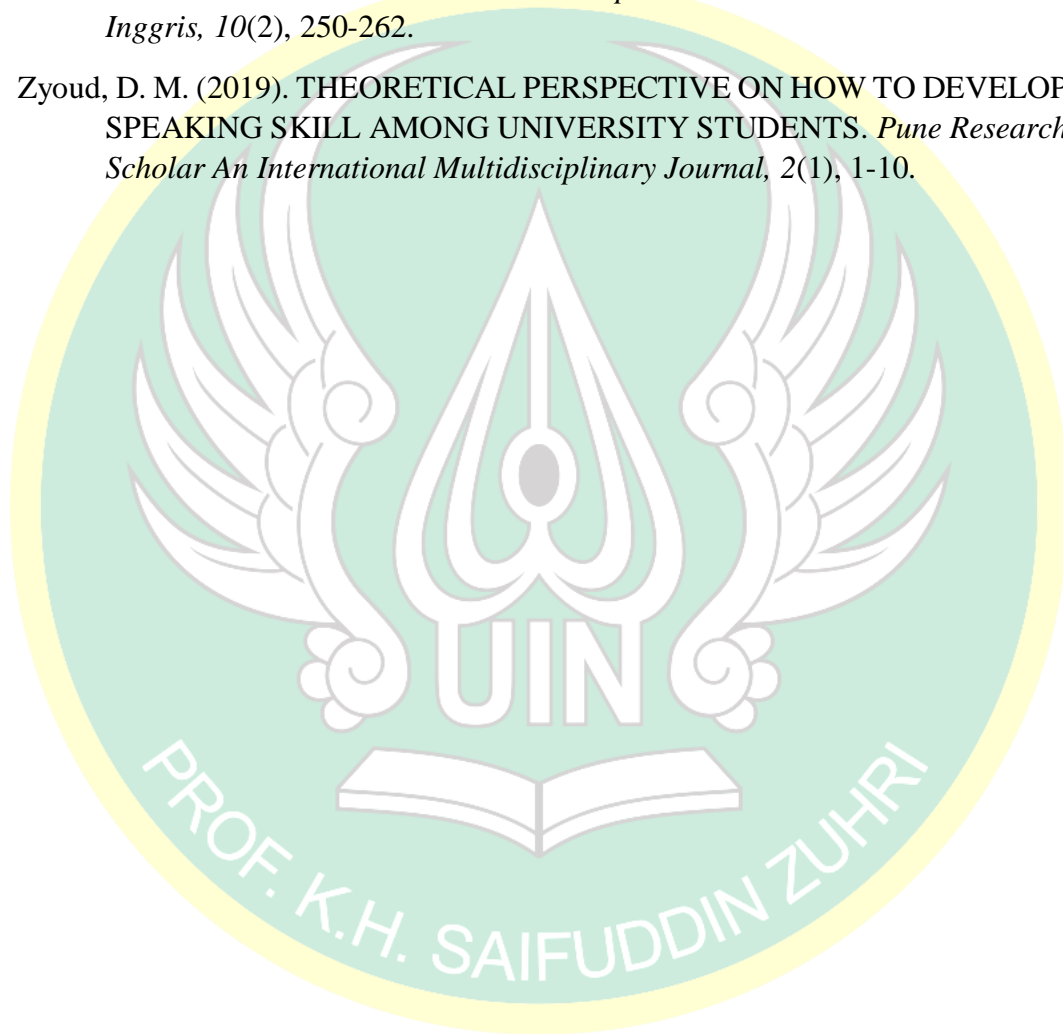 Inggris, 10(2), 250-262.
Zyoud, D. M. (2019). THEORETICAL PERSPECTIVE ON HOW TO DEVELOP
SPEAKING SKILL AMONG UNIVERSITY STUDENTS. Pune Research
Scholar An International Multidisciplinary Journal, 2(1), 1-10.
UIN
PROF. K.H. SAIFUDDIN ZUHRI